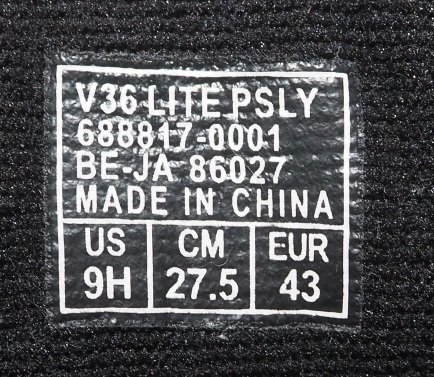 V36 LITE PSLY
688817-0001
BE-JA 86027
MADE IN CHINA
US CM EUR
9H 27.5 43